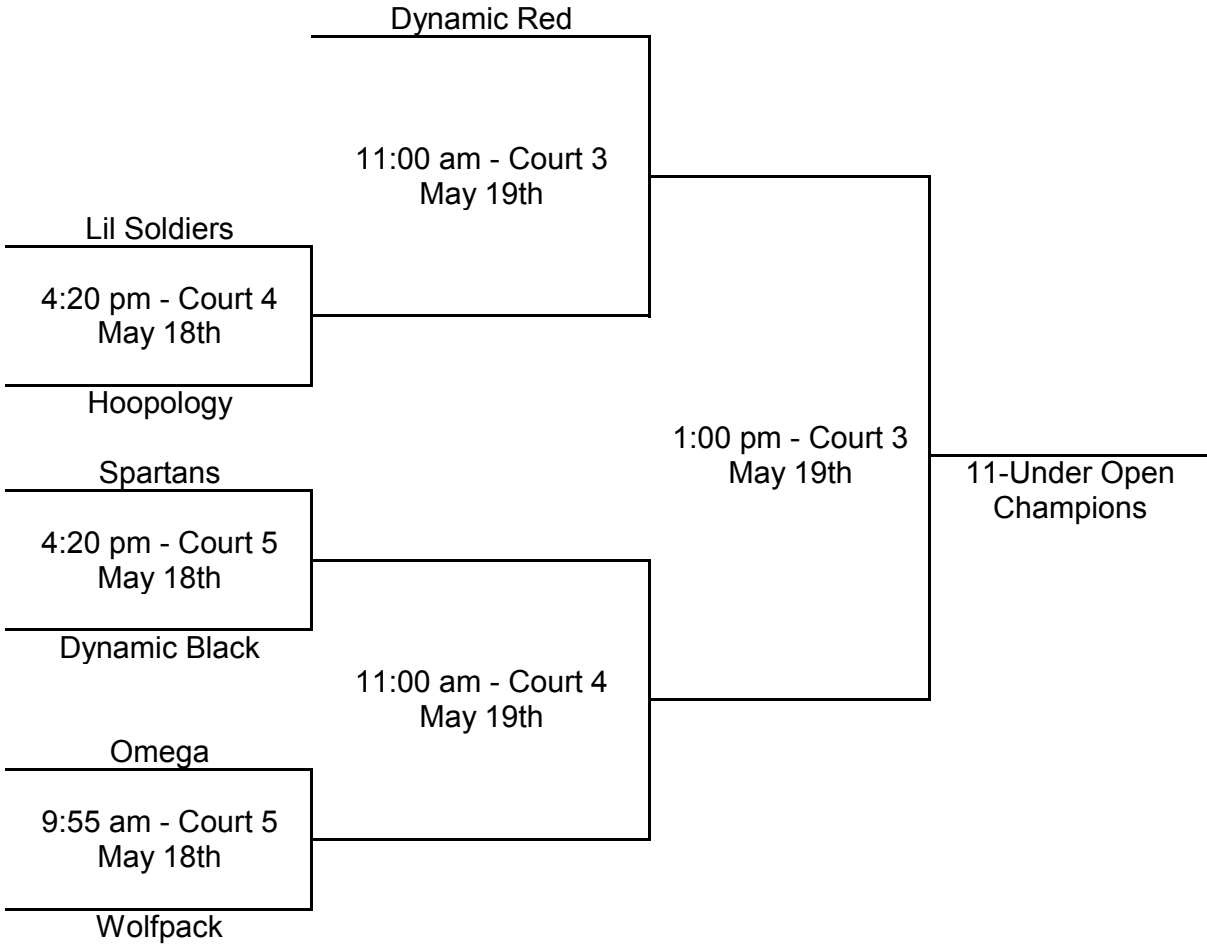 Dynamic Red
11:00 am - Court 3
May 19th
Lil Soldiers
4:20 pm - Court 4
May 18th
Hoopology
1:00 pm - Court 3
May 19th
11-Under Open
Champions
Spartans
4:20 pm - Court 5
May 18th
Dynamic Black
11:00 am - Court 4
May 19th
Omega
9:55 am - Court 5
May 18th
Wolfpack